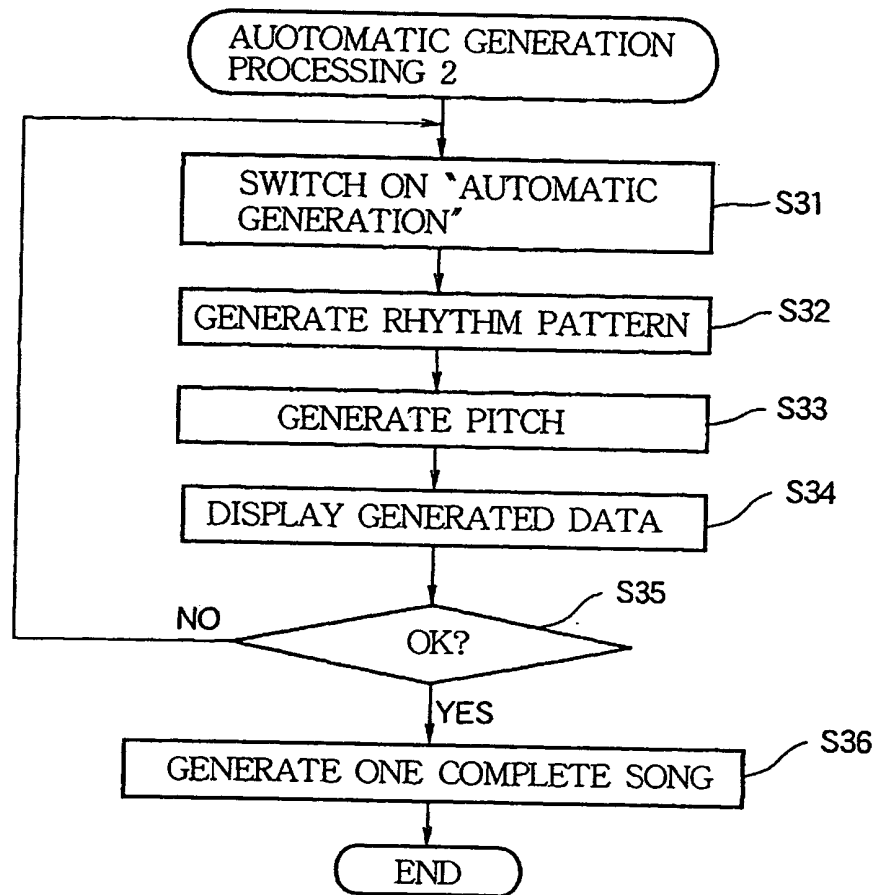 AUOTOMATIC GENERATION
PROCESSING 2
SWITCH ON ‵AUTOMATIC
GENERATION″
S31
GENERATE RHYTHM PATTERN
S32
GENERATE PITCH
S33
DISPLAY GENERATED DATA
S34
OK?
S35
NO
YES
GENERATE ONE COMPLETE SONG
S36
END